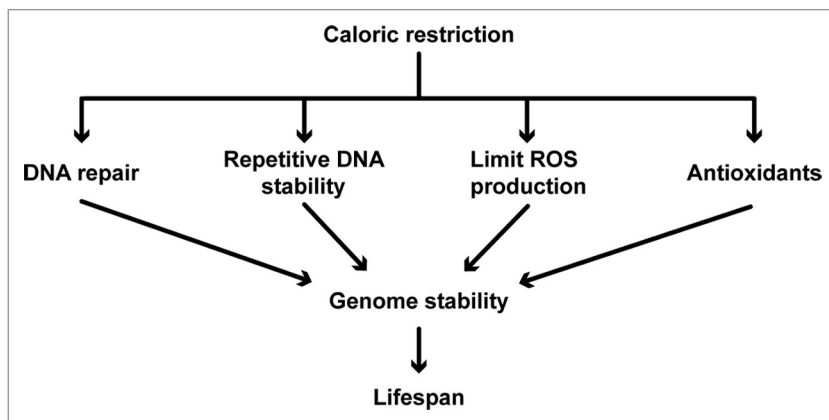 Caloric restriction
DNA repair
Repetitive DNA
stability
Limit ROS
production
Antioxidants
Genome stability
Lifespan